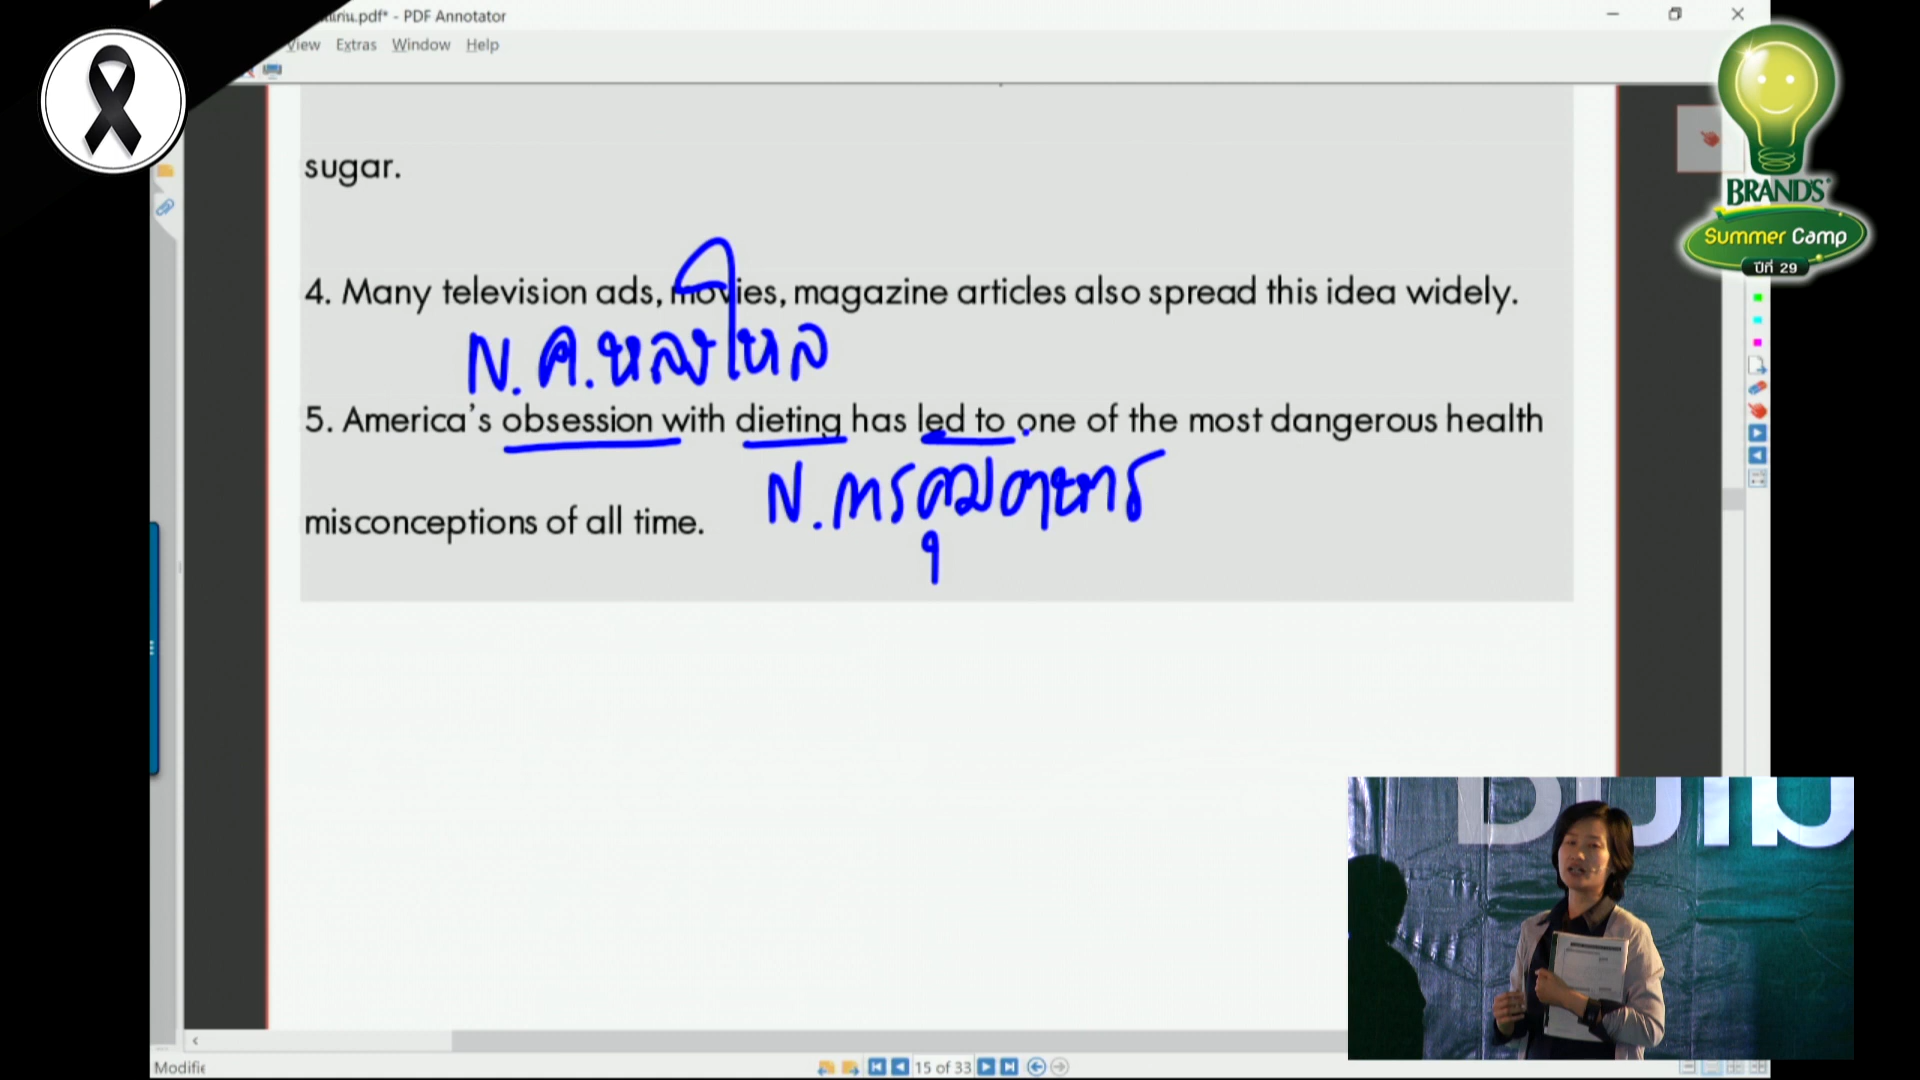 .pdf* - PDF Annotator
View Extras Window Help
sugar.
4. Many television ads, movies, magazine articles also spread this idea widely.
N. ค.หลงใหล
5. America's obsession with dieting has led to one of the most dangerous health
N. การคุมอาหาร
misconceptions of all time.
BRAND'S
Summer Camp
ปีที่ 29
15 of 33
Modifie